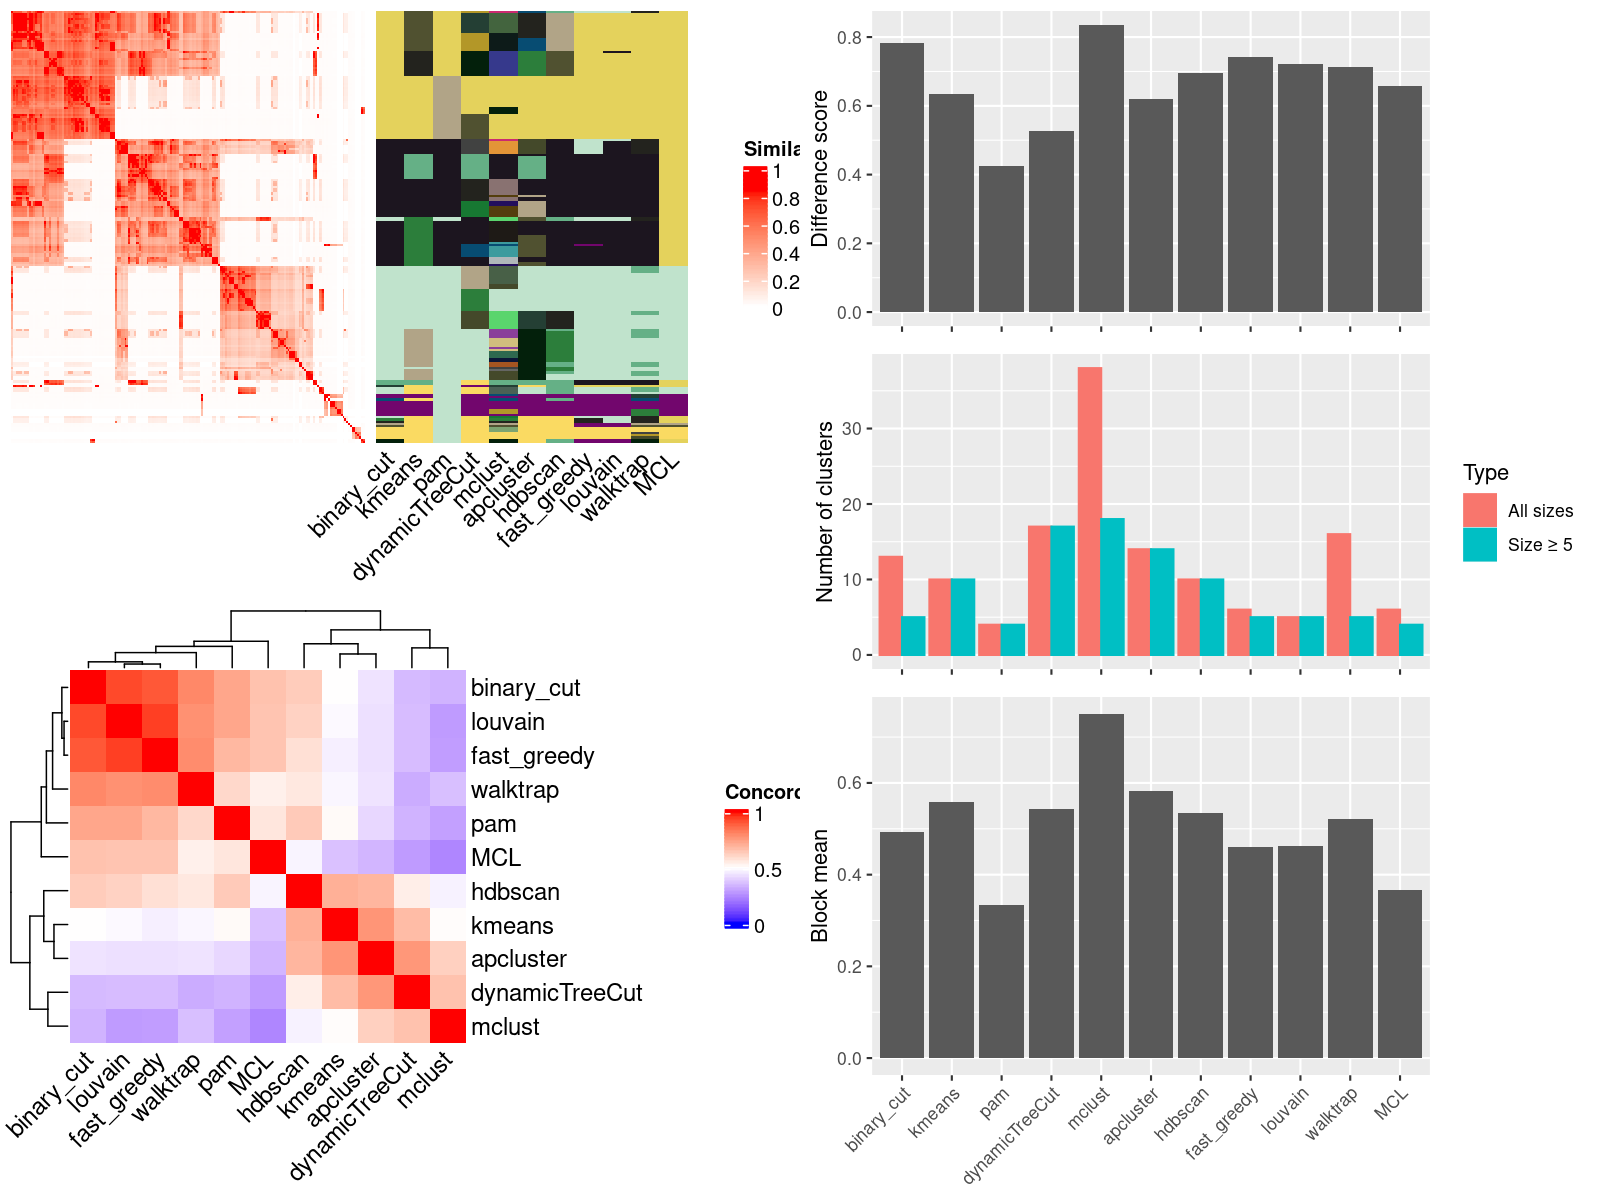 Simila
1
0.8
0.6
0.4
0.2
0
binary_cut
kmeans
pam
dynamicTreeCut
mclust
apcluster
hdbscan
fast_greedy
louvain
walktrap
MCL
binary_cut
louvain
fast_greedy
walktrap
pam
MCL
hdbscan
kmeans
apcluster
dynamicTreeCut
mclust
binary_cut
louvain
fast_greedy
walktrap
pam
MCL
hdbscan
kmeans
apcluster
dynamicTreeCut
mclust
Concord
1
0.5
0
Difference score
0.8
0.6
0.4
0.2
0.0
Number of clusters
30
20
10
0
Type
All sizes
Size ≥ 5
Block mean
0.6
0.4
0.2
0.0
binary_cut
kmeans
pam
dynamicTreeCut
mclust
apcluster
hdbscan
fast_greedy
louvain
walktrap
MCL